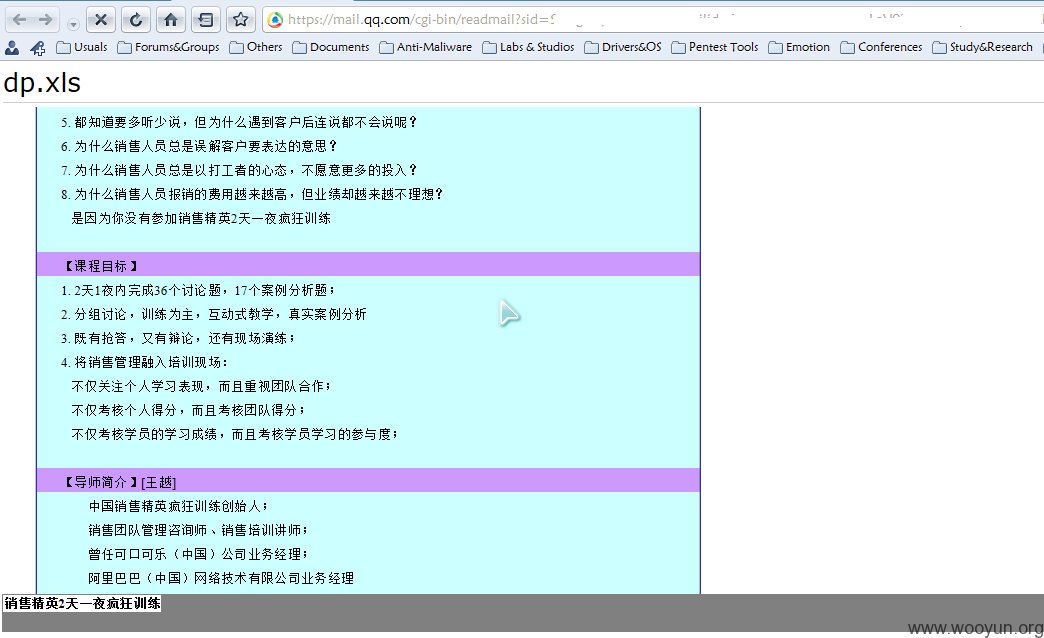 https://mail.qq.com/cgi-bin/readmail?sid=
Usuals Forums&Groups Others Documents Anti-Maliware Labs & Studios Drivers&OS Pentest Tools Emotion Conferences Study&Research
dp.xls
5. 都知道要多听少说，但为什么遇到客户后连说都不会说呢？
6. 为什么销售人员总是误解客户要表达的意思？
7. 为什么销售人员总是以打工者的心态，不愿意更多的投入？
8. 为什么销售人员报销的费用越来越高，但业绩却越来越不理想？
是因为你没有参加销售精英2天一夜疯狂训练
【课程目标】
1. 2天1夜内完成36个讨论题，17个案例分析题；
2. 分组讨论，训练为主，互动式教学，真实案例分析
3. 既有抢答，又有辩论，还有现场演练；
4. 将销售管理融入培训现场：
不仅关注个人学习表现，而且重视团队合作；
不仅考核个人得分，而且考核团队得分；
不仅考核学员的学习成绩，而且考核学员学习的参与度；
【导师简介】[王越]
中国销售精英疯狂训练创始人；
销售团队管理咨询师、销售培训讲师；
曾任可口可乐（中国）公司业务经理；
阿里巴巴（中国）网络技术有限公司业务经理
销售精英2天一夜疯狂训练
www.wooyun.org